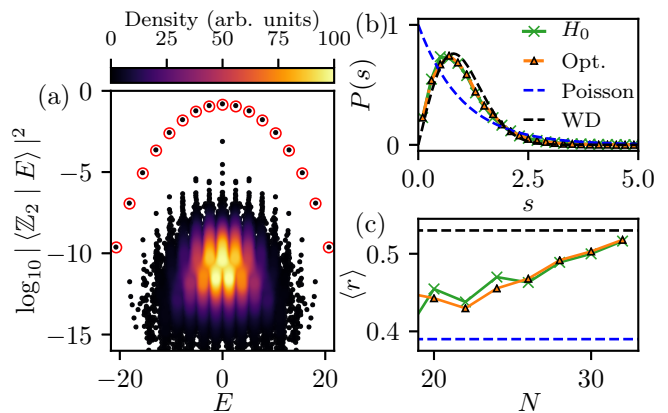 Density (arb. units)
0 25 50 75 100
(a)
0
−5
−10
−15
log₁₀ |⟨ℤ₂ | E⟩|²
−20 0 20
E
(b)
1
0
P(s)
H₀
Opt.
Poisson
WD
0.0 2.5 5.0
s
(c)
0.5
0.4
⟨r⟩
20 30
N